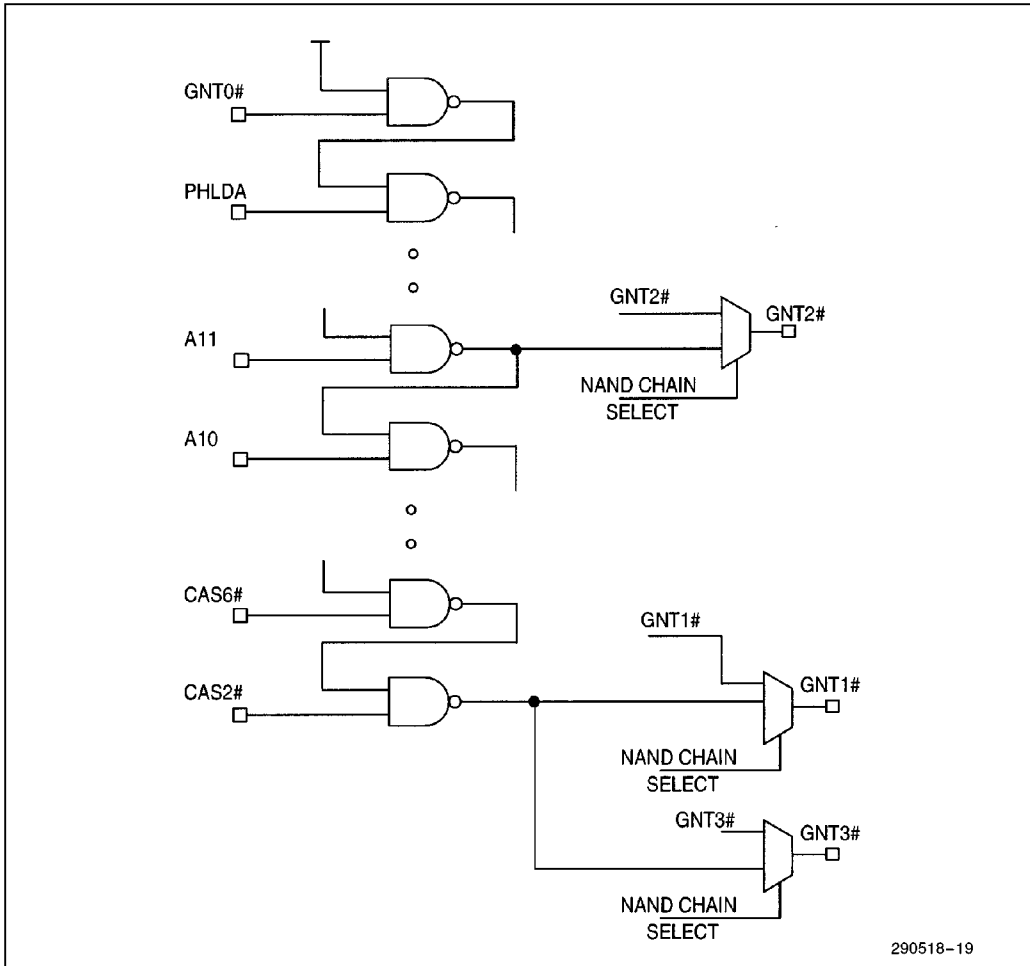 GNT0#
PHLDA
GNT2#
GNT2#
A11
NAND CHAIN
SELECT
A10
CAS6#
GNT1#
GNT1#
CAS2#
NAND CHAIN
SELECT
GNT3#
GNT3#
NAND CHAIN
SELECT
290518-19